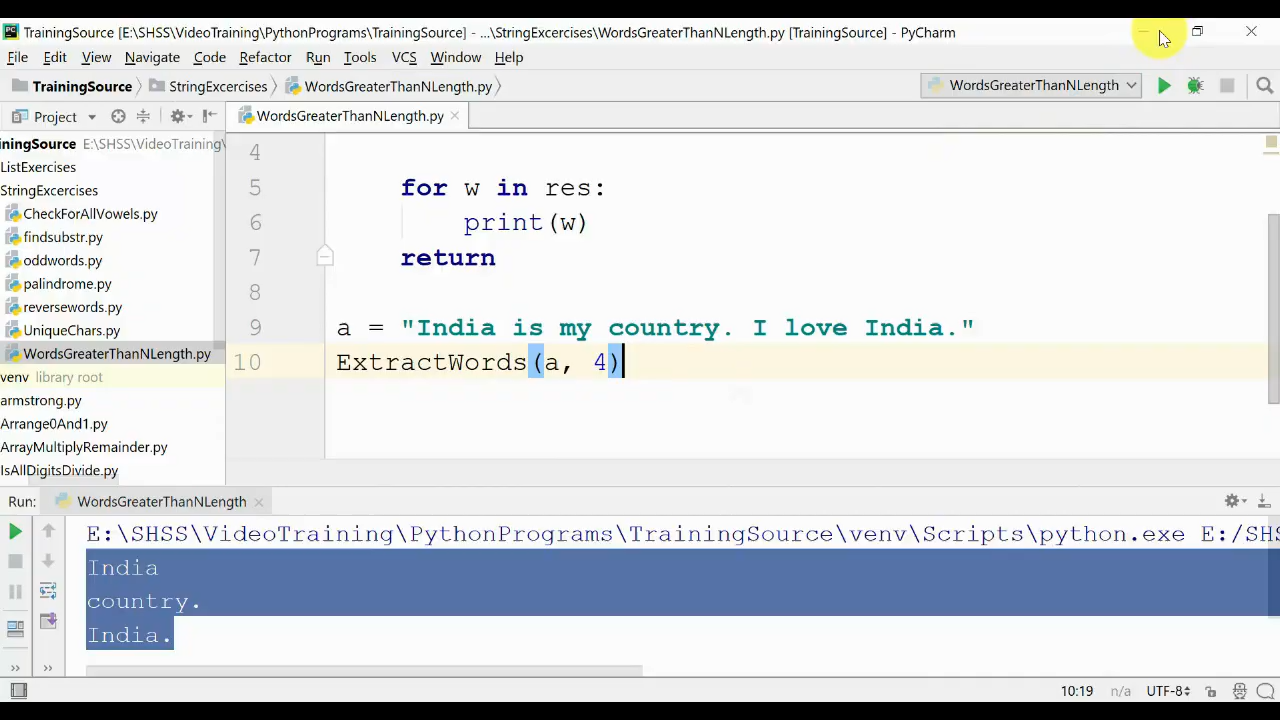 TrainingSource [E:\SHSS\VideoTraining\PythonPrograms\TrainingSource] - ...\StringExcercises\WordsGreaterThanNLength.py [TrainingSource] - PyCharm
File Edit View Navigate Code Refactor Run Tools VCS Window Help
TrainingSource StringExcercises WordsGreaterThanNLength.py WordsGreaterThanNLength
Project WordsGreaterThanNLength.py
iningSource E:\SHSS\VideoTraining\
ListExercises
StringExcercises
CheckForAllVowels.py
findsubstr.py
oddwords.py
palindrome.py
reversewords.py
UniqueChars.py
WordsGreaterThanNLength.py
venv library root
armstrong.py
Arrange0And1.py
ArrayMultiplyRemainder.py
IsAllDigitsDivide.py
4
5 for w in res:
6 print(w)
7 return
8
9 a = "India is my country. I love India."
10 ExtractWords(a, 4)
Run: WordsGreaterThanNLength
E:\SHSS\VideoTraining\PythonPrograms\TrainingSource\venv\Scripts\python.exe E:/SHS
India
country.
India.
10:19 n/a UTF-8